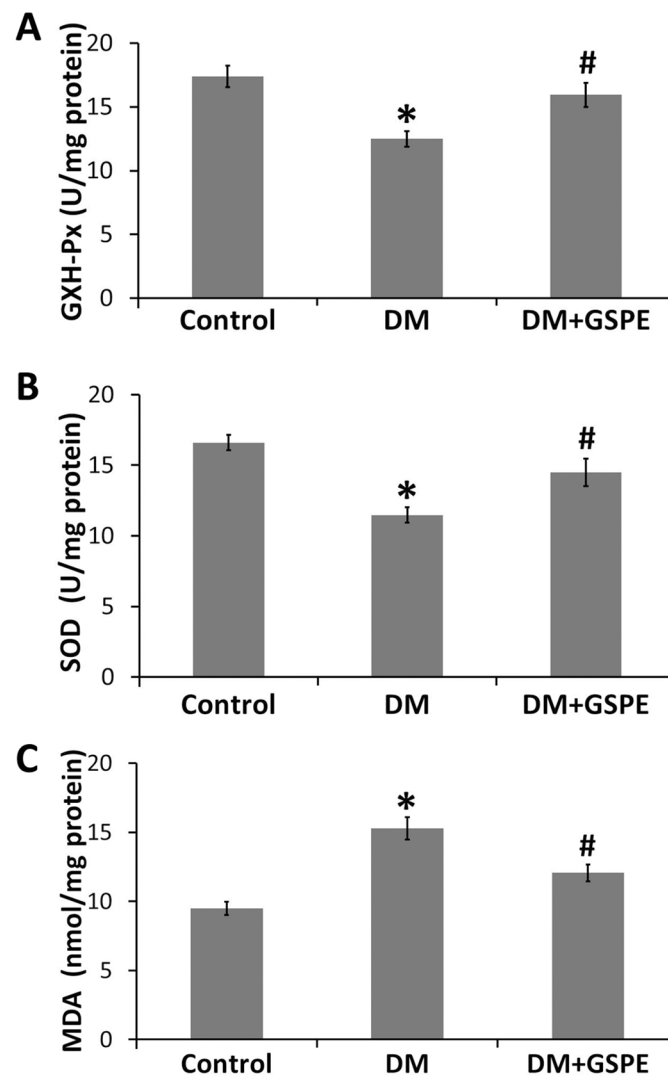 A
GXH-Px (U/mg protein)
20
15
10
5
0
*
#
Control DM DM+GSPE
B
SOD (U/mg protein)
20
15
10
5
0
*
#
Control DM DM+GSPE
C
MDA (nmol/mg protein)
20
15
10
5
0
*
#
Control DM DM+GSPE